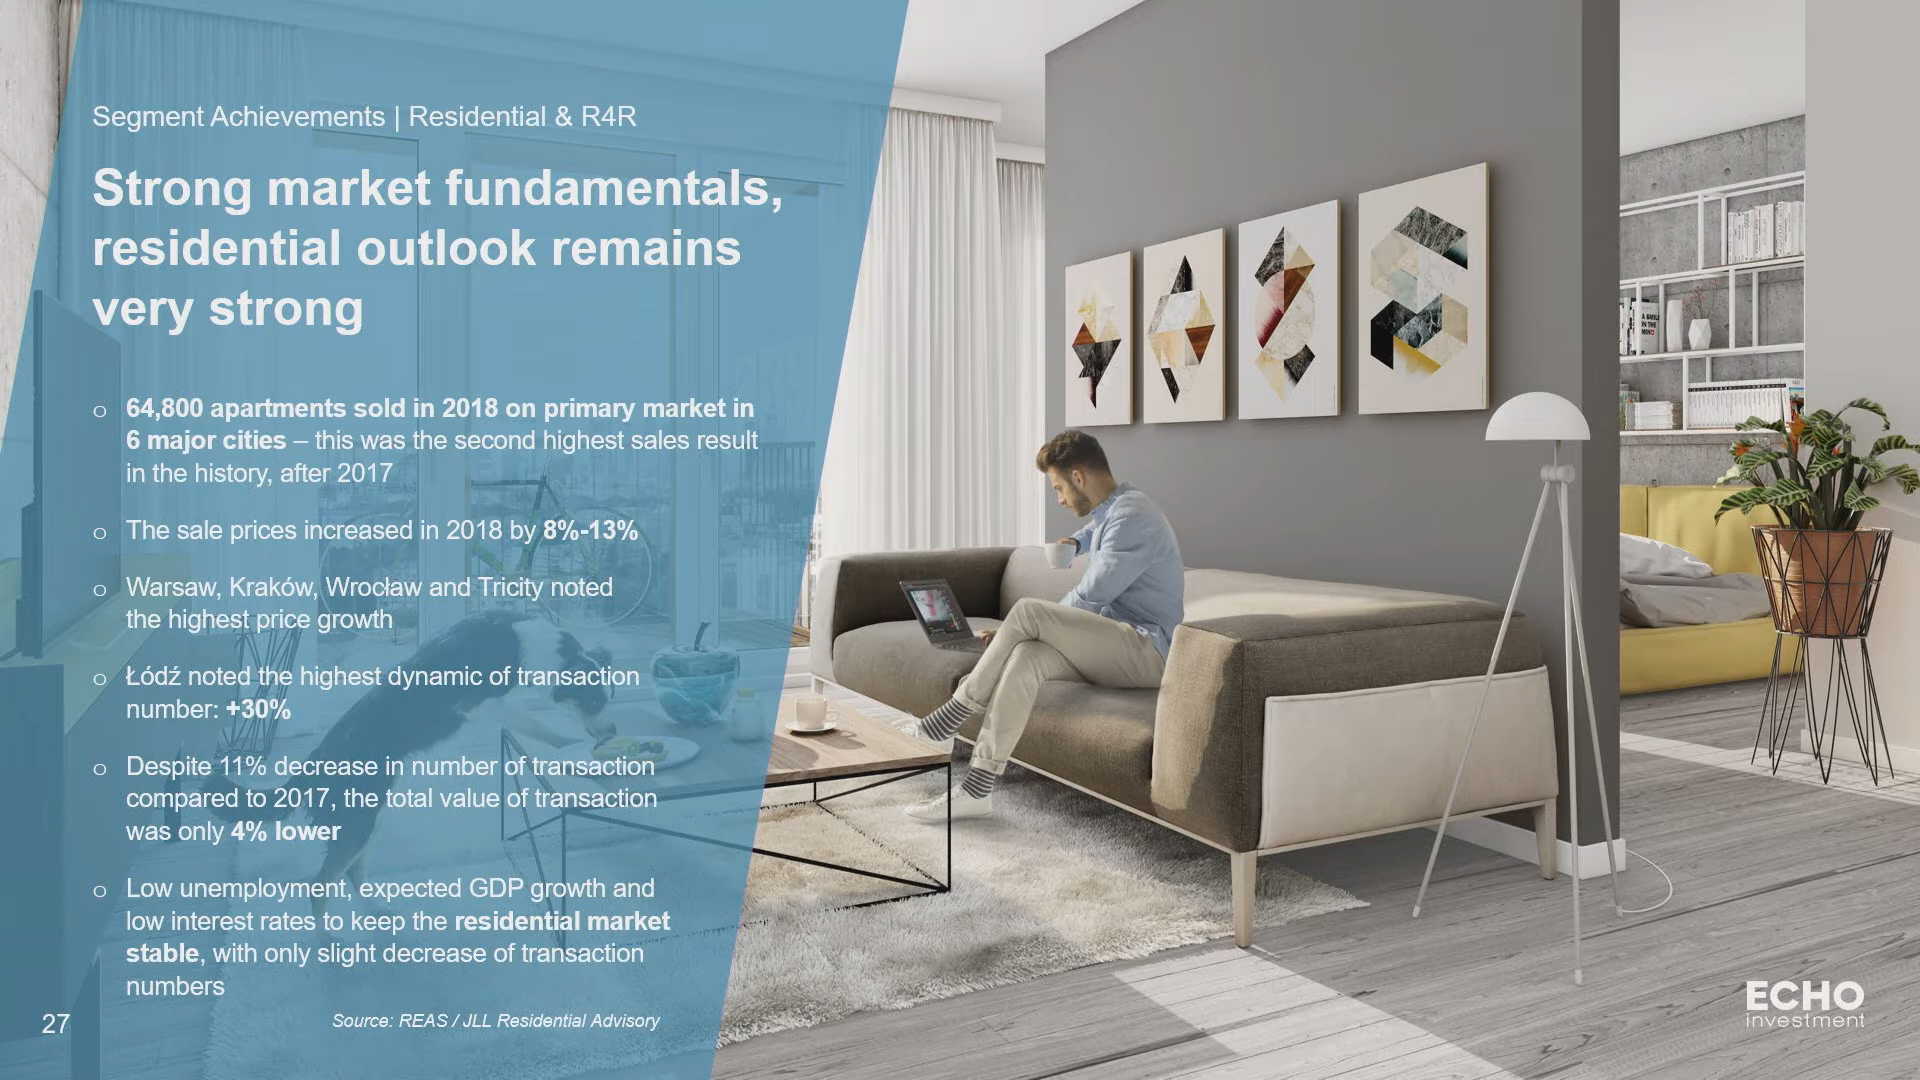 Segment Achievements | Residential & R4R
Strong market fundamentals,
residential outlook remains
very strong
o 64,800 apartments sold in 2018 on primary market in
6 major cities – this was the second highest sales result
in the history, after 2017
o The sale prices increased in 2018 by 8%-13%
o Warsaw, Kraków, Wrocław and Tricity noted
the highest price growth
o Łódź noted the highest dynamic of transaction
number: +30%
o Despite 11% decrease in number of transaction
compared to 2017, the total value of transaction
was only 4% lower
o Low unemployment, expected GDP growth and
low interest rates to keep the residential market
stable, with only slight decrease of transaction
numbers
27
Source: REAS / JLL Residential Advisory
A SMILE
IN THE
MIND
ECHO
investment